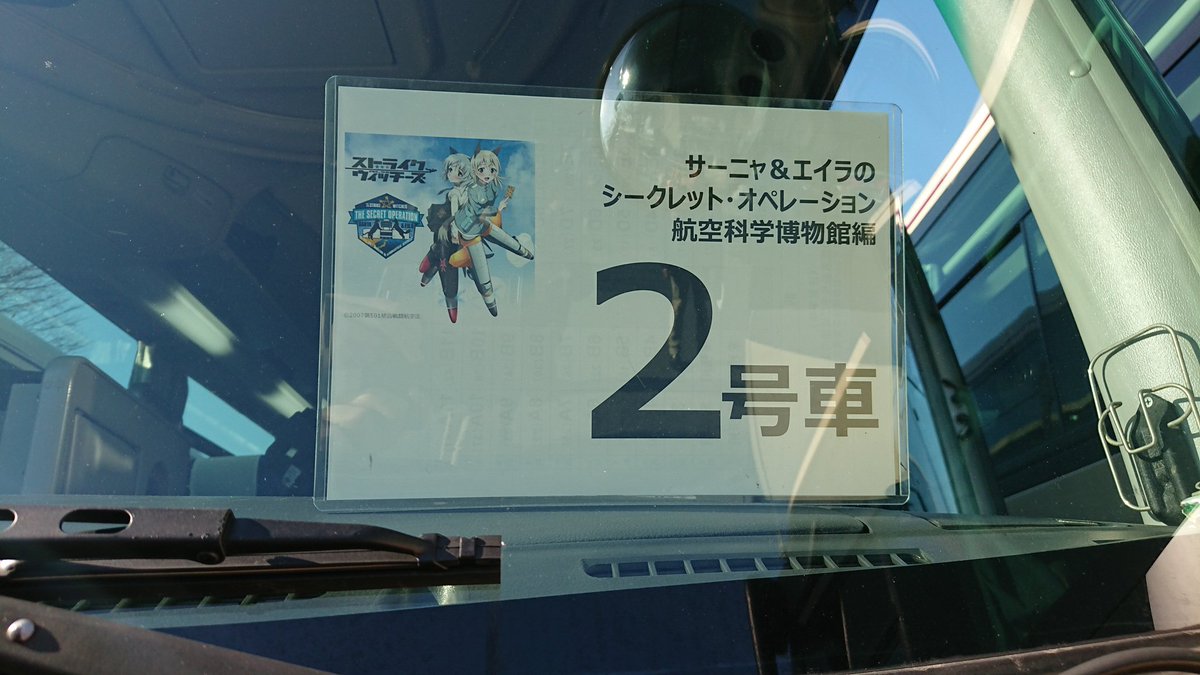 ストライク
ウィッチーズ
THE SECRET OPERATION
サーニャ&エイラの
シークレット・オペレーション
航空科学博物館編
2号車